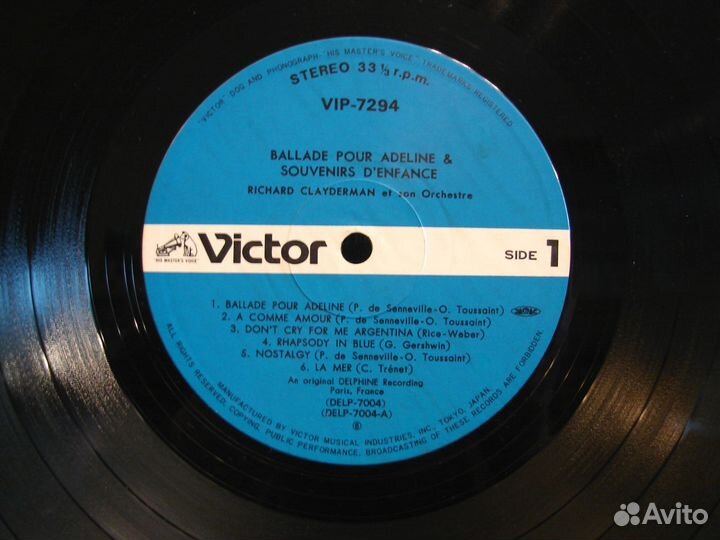 "VICTOR" DOG AND PHONOGRAPH-"HIS MASTER'S VOICE" TRADEMARKS REGISTERED
STEREO 33 1/3 r.p.m.
VIP-7294
BALLADE POUR ADELINE &
SOUVENIRS D'ENFANCE
RICHARD CLAYDERMAN et son Orchestre
"HIS MASTER'S VOICE"
Victor
SIDE 1
1. BALLADE POUR ADELINE (P. de Senneville-O. Toussaint)
2. A COMME AMOUR (P. de Senneville-O. Toussaint)
3. DON'T CRY FOR ME ARGENTINA (Rice-Weber)
4. RHAPSODY IN BLUE (G. Gershwin)
5. NOSTALGY (P. de Senneville-O. Toussaint)
6. LA MER (C. Trénet)
An original DELPHINE Recording
Paris, France
(DELP-7004)
(DELP-7004-A)
MANUFACTURED BY VICTOR MUSICAL INDUSTRIES, INC. TOKYO, JAPAN.
ALL RIGHTS RESERVED. COPYING, PUBLIC PERFORMANCE, BROADCASTING OF THESE RECORDS ARE FORBIDDEN.
Avito